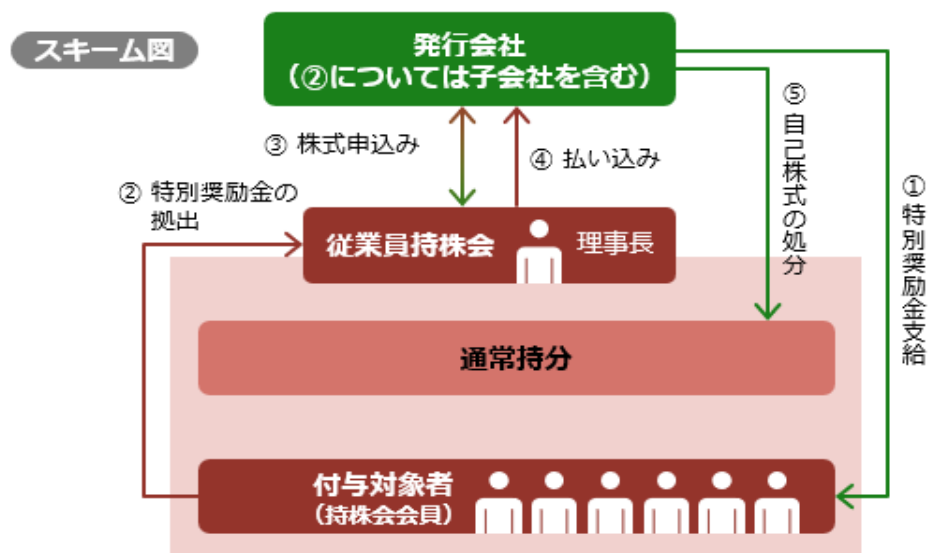 スキーム図
発行会社
（②については子会社を含む）
③ 株式申込み
④ 払い込み
⑤自己株式の処分
①特別奨励金支給
② 特別奨励金の
拠出
従業員持株会
理事長
通常持分
付与対象者
（持株会会員）